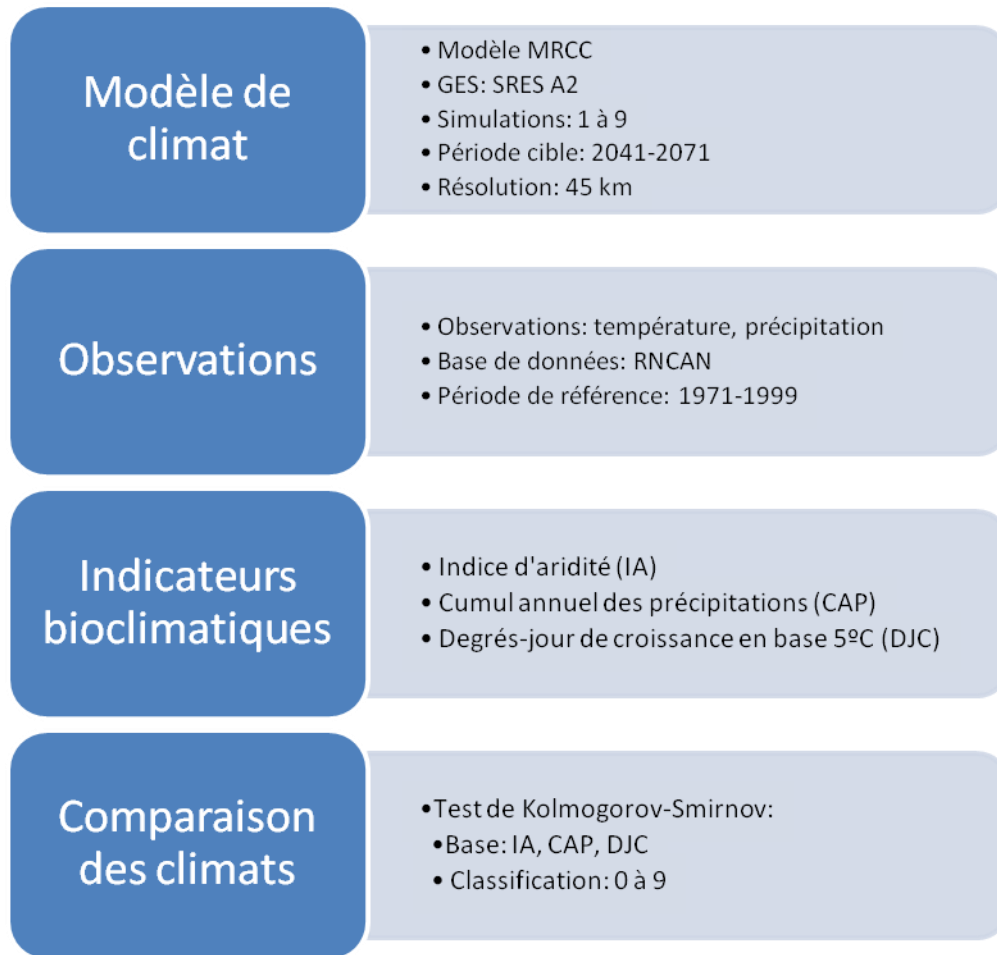 Modèle de
climat
• Modèle MRCC
• GES: SRES A2
• Simulations: 1 à 9
• Période cible: 2041-2071
• Résolution: 45 km
Observations
• Observations: température, précipitation
• Base de données: RNCAN
• Période de référence: 1971-1999
Indicateurs
bioclimatiques
• Indice d'aridité (IA)
• Cumul annuel des précipitations (CAP)
• Degrés-jour de croissance en base 5ºC (DJC)
Comparaison
des climats
•Test de Kolmogorov-Smirnov:
•Base: IA, CAP, DJC
• Classification: 0 à 9